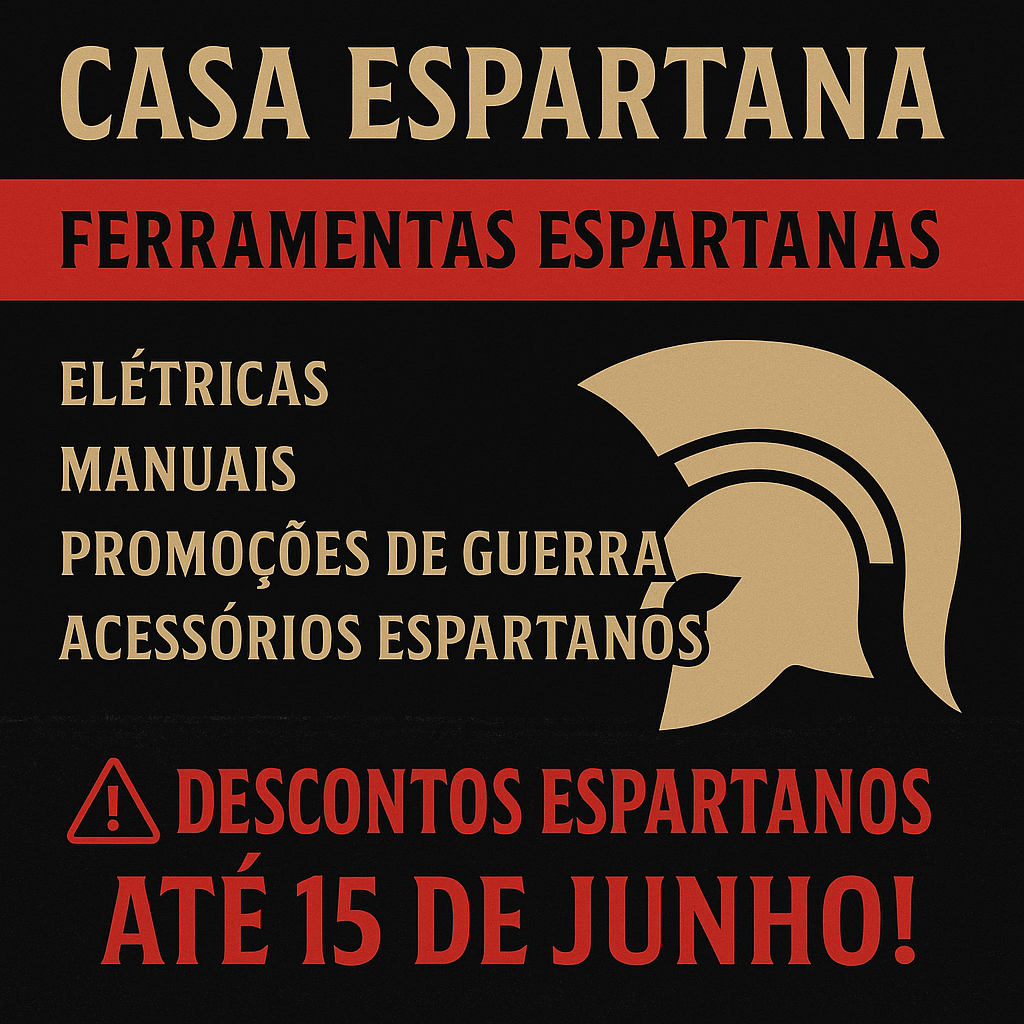 CASA ESPARTANA
FERRAMENTAS ESPARTANAS
ELÉTRICAS
MANUAIS
PROMOÇÕES DE GUERRA
ACESSÓRIOS ESPARTANOS
DESCONTOS ESPARTANOS
ATÉ 15 DE JUNHO!